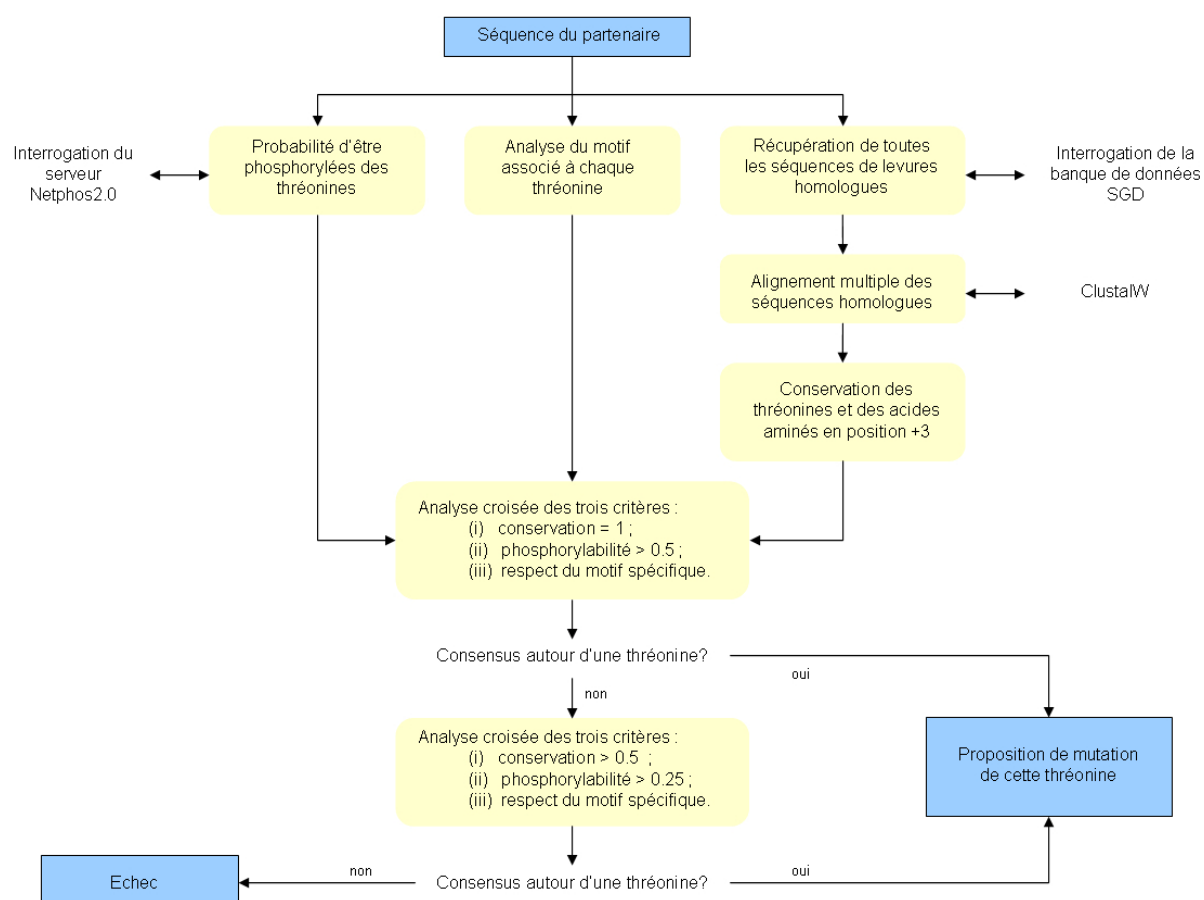 Séquence du partenaire
Interrogation du
serveur
Netphos2.0
Probabilité d'être
phosphorylées des
thréonines
Analyse du motif
associé à chaque
thréonine
Récupération de toutes
les séquences de levures
homologues
Interrogation de la
banque de données
SGD
Alignement multiple des
séquences homologues
ClustalW
Conservation des
thréonines et des acides
aminés en position +3
Analyse croisée des trois critères :
(i) conservation = 1 ;
(ii) phosphorylabilité > 0.5 ;
(iii) respect du motif spécifique.
Consensus autour d'une thréonine?
oui
non
Analyse croisée des trois critères :
(i) conservation > 0.5 ;
(ii) phosphorylabilité > 0.25 ;
(iii) respect du motif spécifique.
Proposition de mutation
de cette thréonine
Echec
non
Consensus autour d'une thréonine?
oui